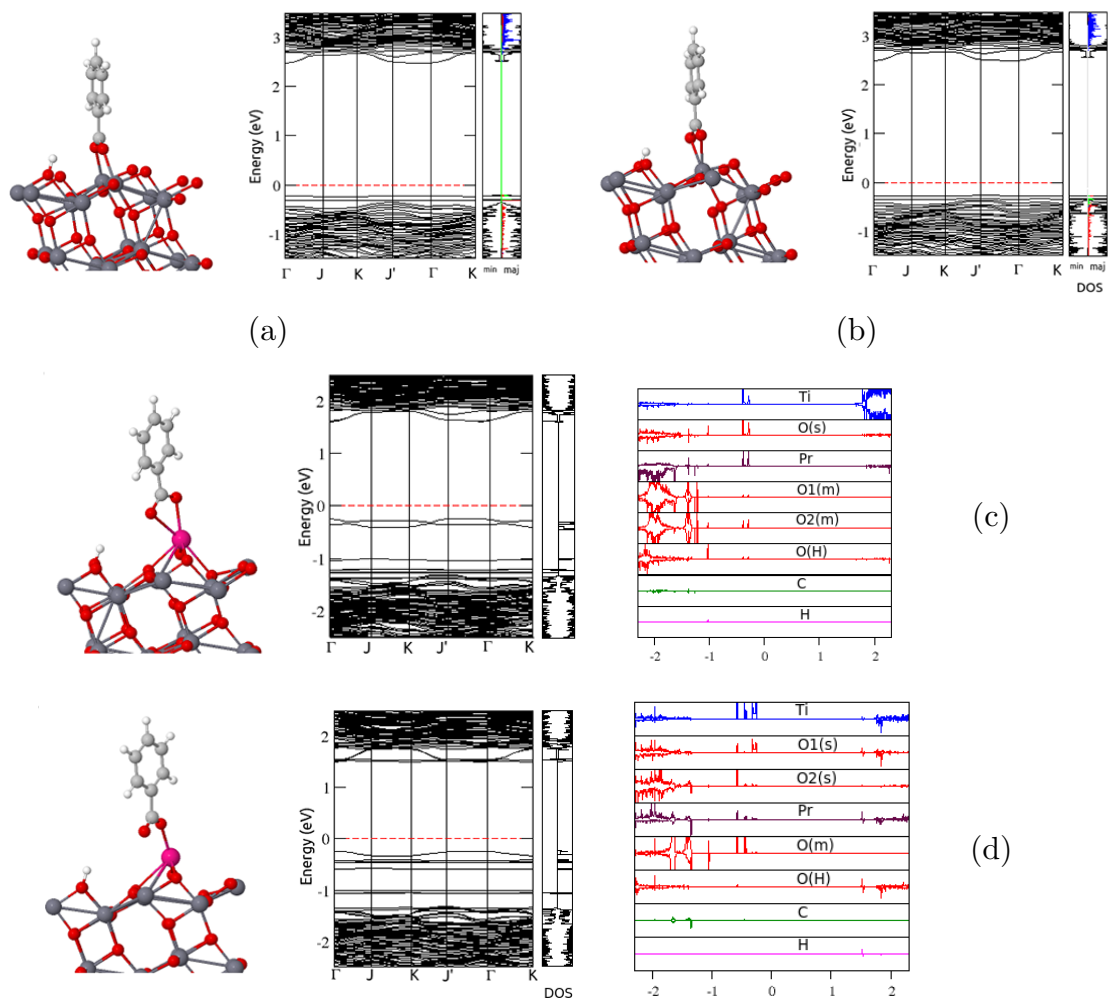 3
2
1
0
-1
Energy (eV)
Γ J K J' Γ K
min maj
3
2
1
0
-1
Energy (eV)
Γ J K J' Γ K
min maj
DOS
(a)
(b)
2
1
0
-1
-2
Energy (eV)
Γ J K J' Γ K
Ti
O(s)
Pr
O1(m)
O2(m)
O(H)
C
H
-2 -1 0 1 2
(c)
2
1
0
-1
-2
Energy (eV)
Γ J K J' Γ K
DOS
Ti
O1(s)
O2(s)
Pr
O(m)
O(H)
C
H
-2 -1 0 1 2
(d)